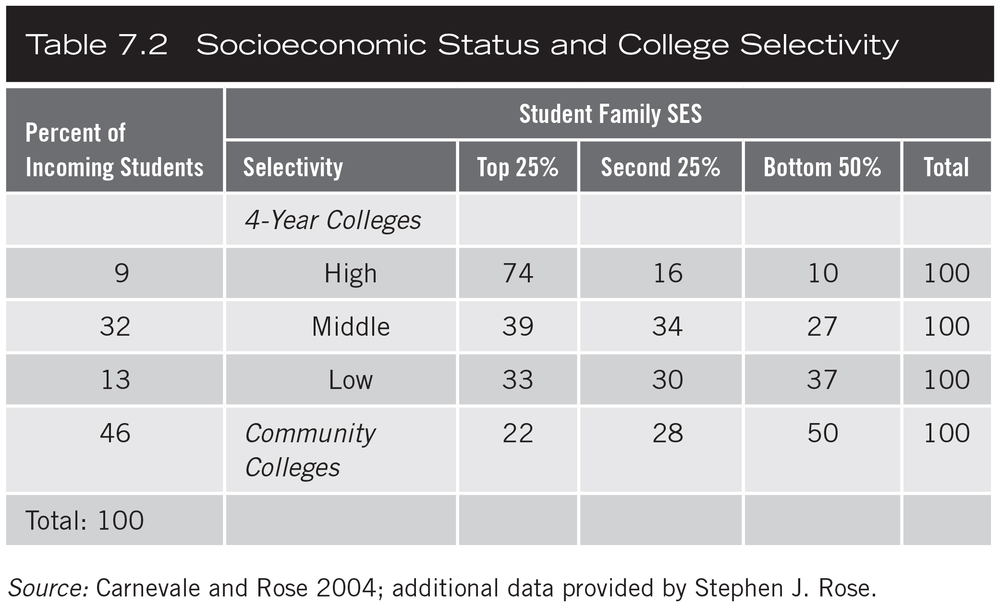 Table 7.2 Socioeconomic Status and College Selectivity
Percent of
Incoming Students
Student Family SES
Selectivity Top 25% Second 25% Bottom 50% Total
4-Year Colleges
9 High 74 16 10 100
32 Middle 39 34 27 100
13 Low 33 30 37 100
46 Community 22 28 50 100
Colleges
Total: 100
Source: Carnevale and Rose 2004; additional data provided by Stephen J. Rose.